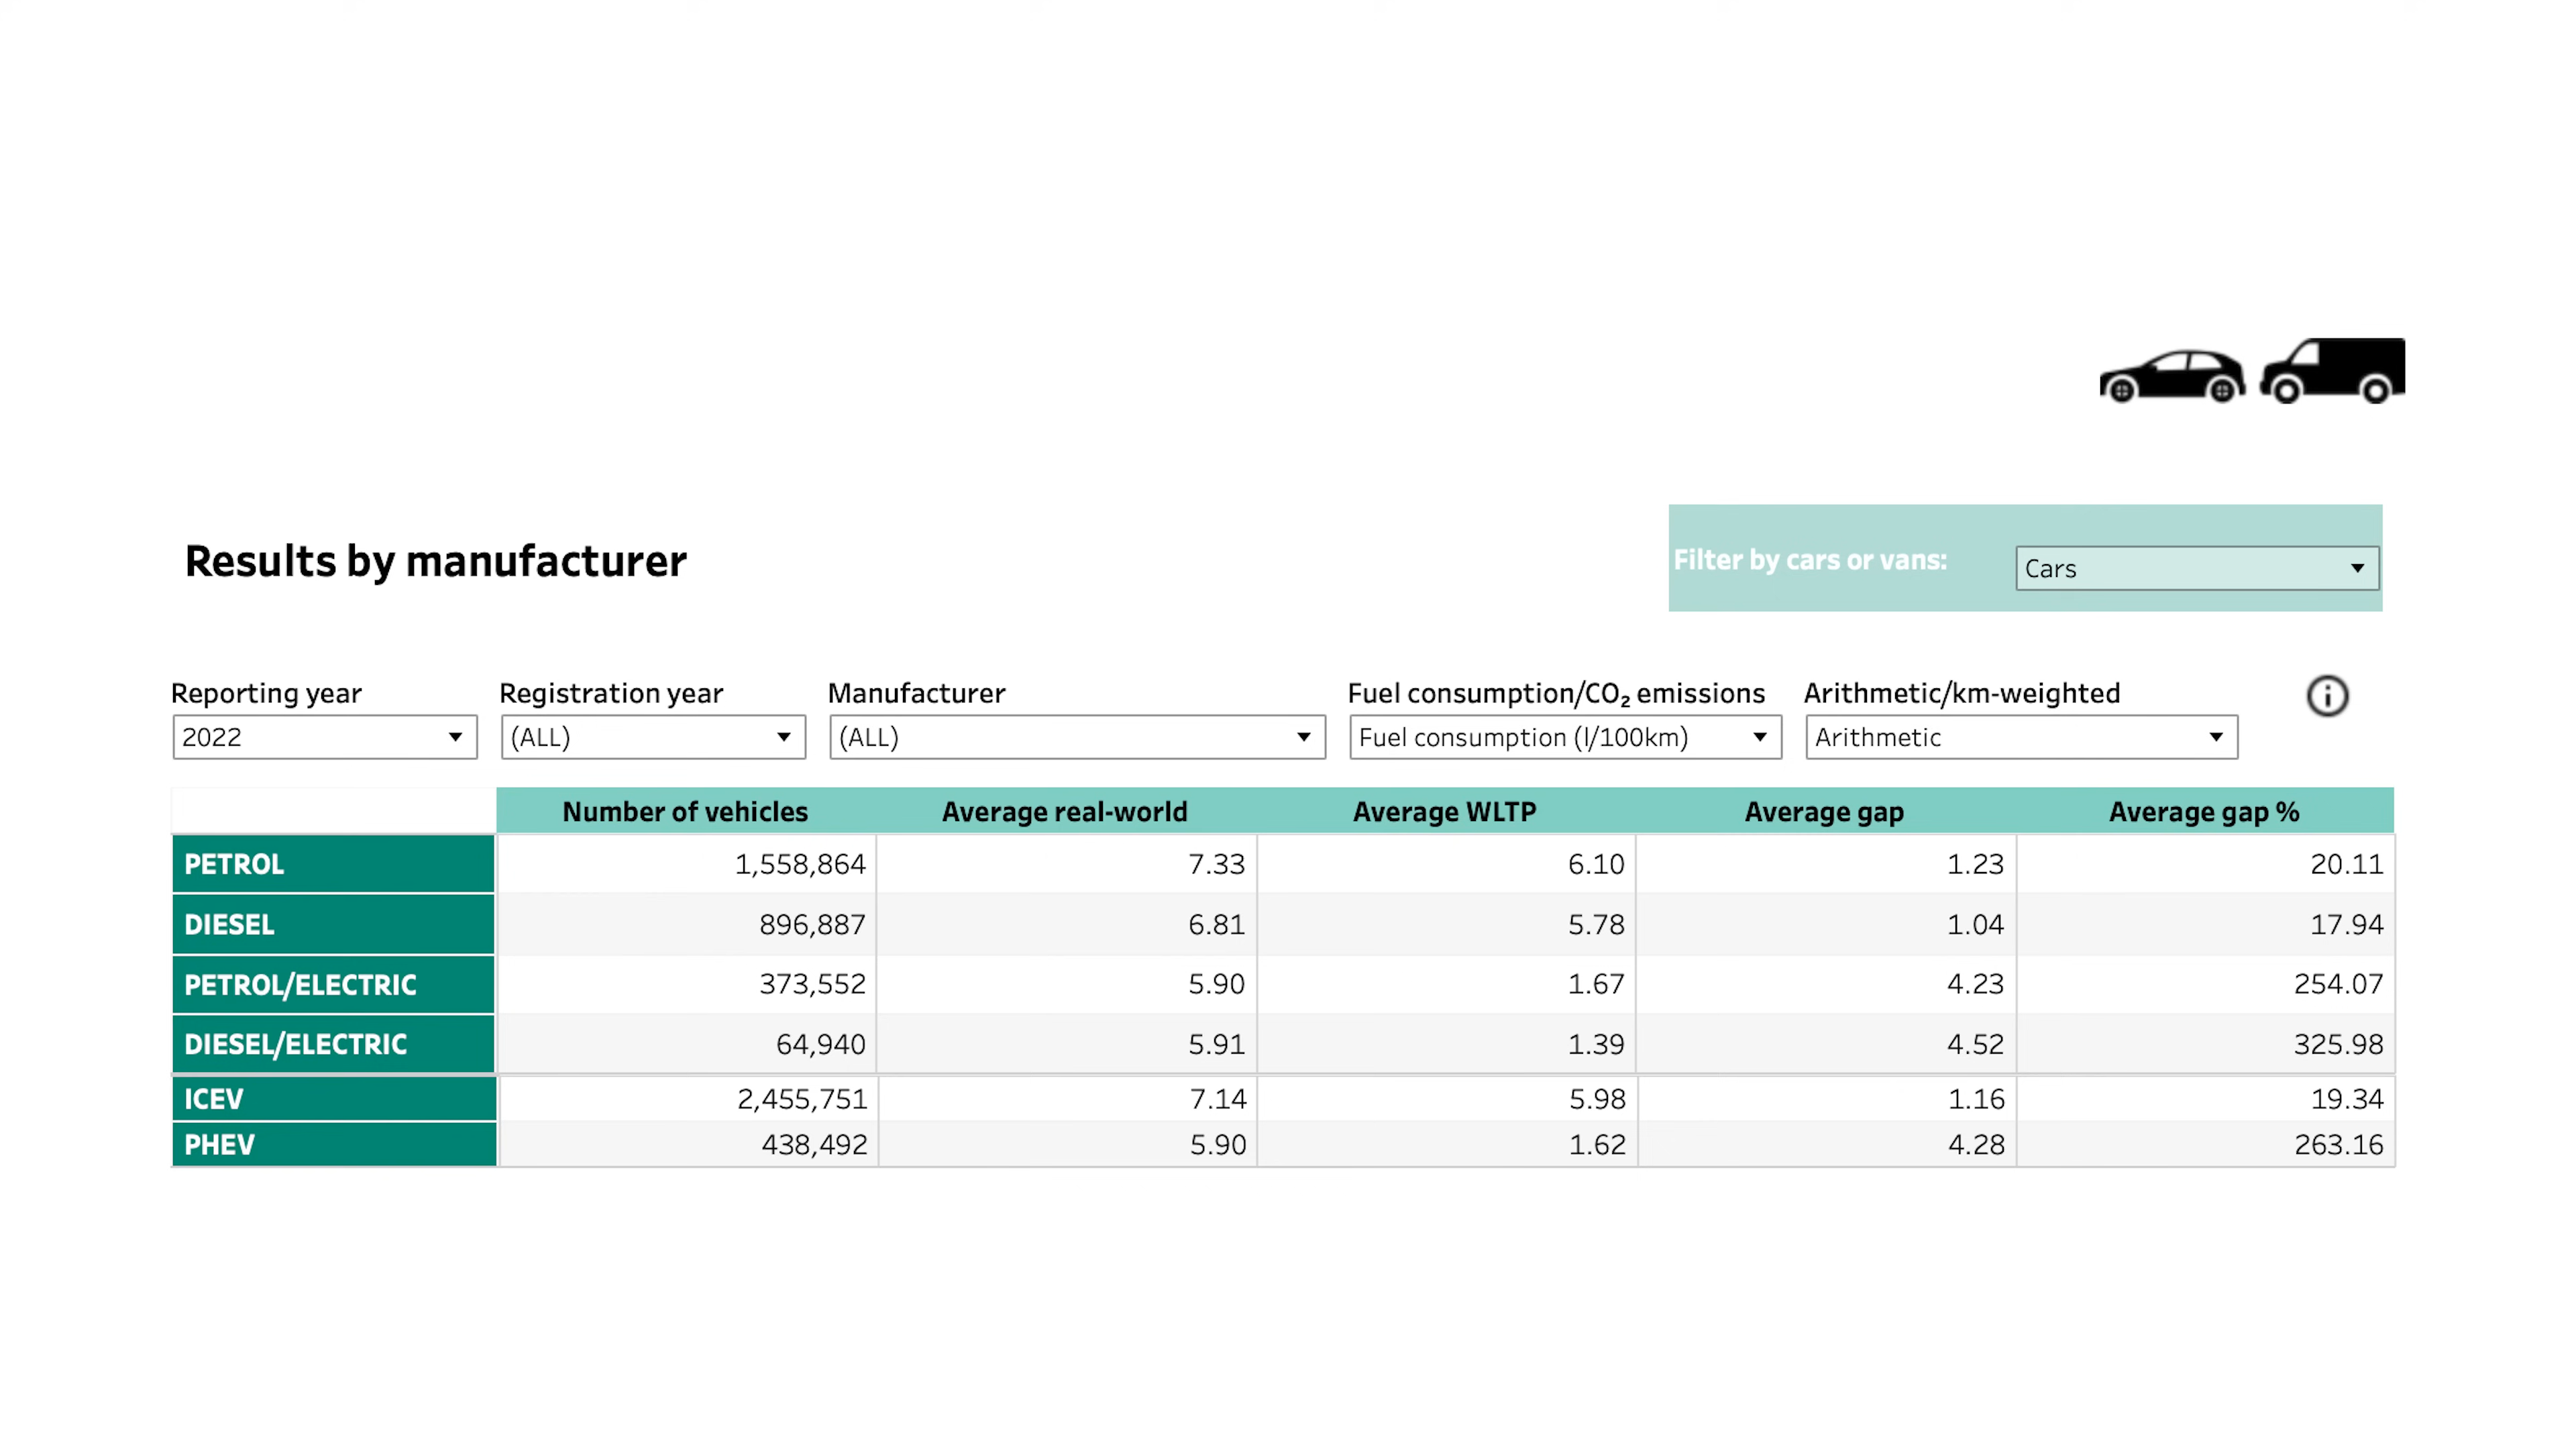 Results by manufacturer
Filter by cars or vans: Cars
Reporting year Registration year Manufacturer Fuel consumption/CO₂ emissions Arithmetic/km-weighted
2022 (ALL) (ALL) Fuel consumption (l/100km) Arithmetic
Number of vehicles Average real-world Average WLTP Average gap Average gap %
PETROL 1,558,864 7.33 6.10 1.23 20.11
DIESEL 896,887 6.81 5.78 1.04 17.94
PETROL/ELECTRIC 373,552 5.90 1.67 4.23 254.07
DIESEL/ELECTRIC 64,940 5.91 1.39 4.52 325.98
ICEV 2,455,751 7.14 5.98 1.16 19.34
PHEV 438,492 5.90 1.62 4.28 263.16